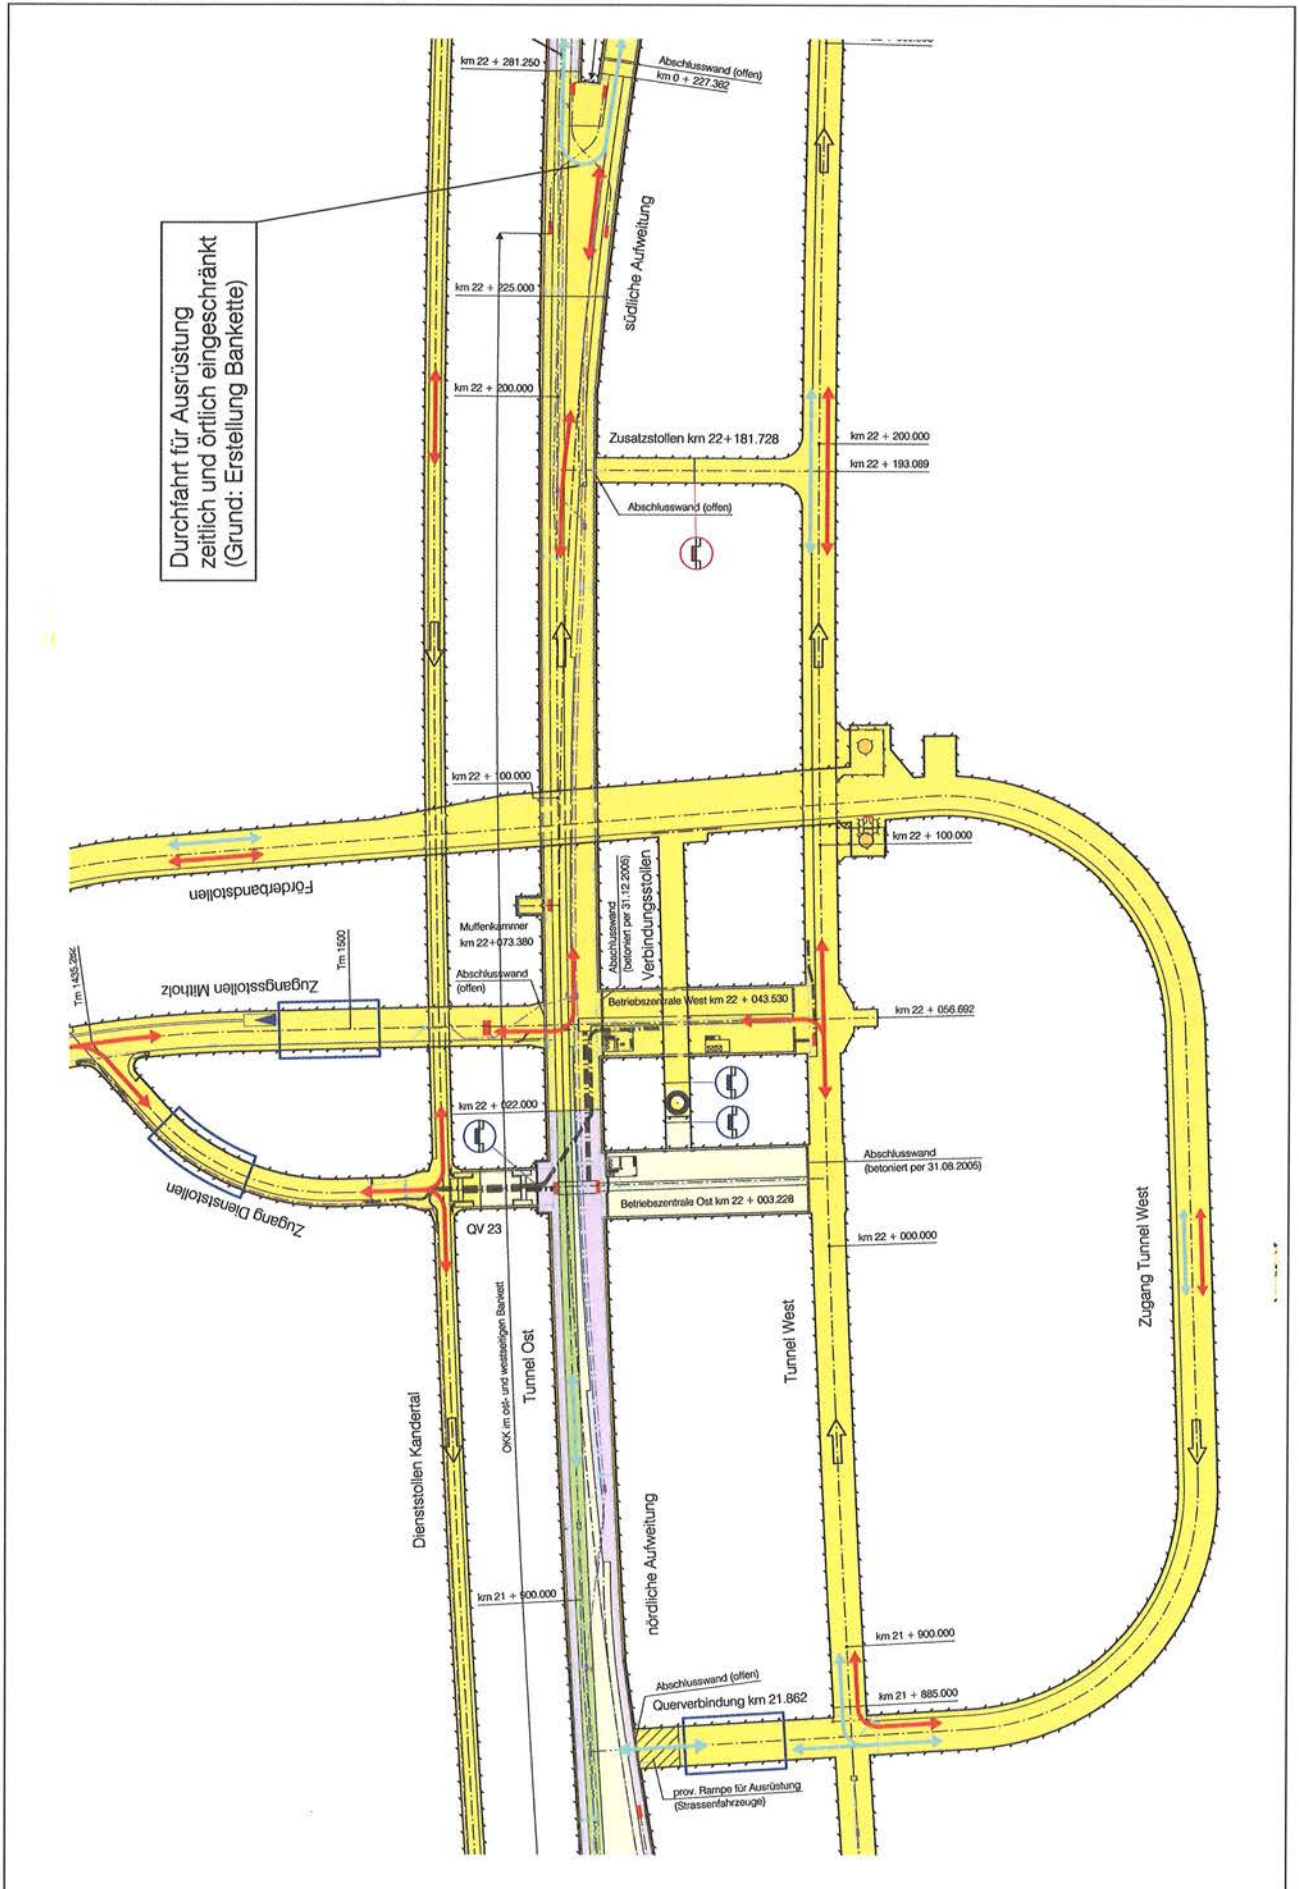 km 22 + 281.250
Abschlusswand (offen)
km 0 + 227.362
Durchfahrt für Ausrüstung
zeitlich und örtlich eingeschränkt
(Grund: Erstellung Bankette)
südliche Aufweitung
km 22 + 225.000
km 22 + 200.000
Zusatzstollen km 22+181.728
km 22 + 200.000
km 22 + 193.089
Abschlusswand (offen)
km 22 + 100.000
km 22 + 100.000
Förderbandstollen
Abschlusswand
(betoniert per 31.12.2005)
Verbindungsstollen
Muffenkammer
km 22+073.380
Abschlusswand
(offen)
Tm 1435.282
Zugangsstollen Mitholz
Tm 1500
Betriebszentrale West km 22 + 043.530
km 22 + 056.692
km 22 + 022.000
Abschlusswand
(betoniert per 31.08.2005)
Betriebszentrale Ost km 22 + 003.228
Zugang Dienststollen
QV 23
km 22 + 000.000
Zugang Tunnel West
OKK im ost- und westseitigen Bankett
Tunnel Ost
Tunnel West
Dienststollen Kandertal
nördliche Aufweitung
km 21 + 900.000
km 21 + 900.000
Abschlusswand (offen)
Querverbindung km 21.862
km 21 + 885.000
prov. Rampe für Ausrüstung
(Strassenfahrzeuge)